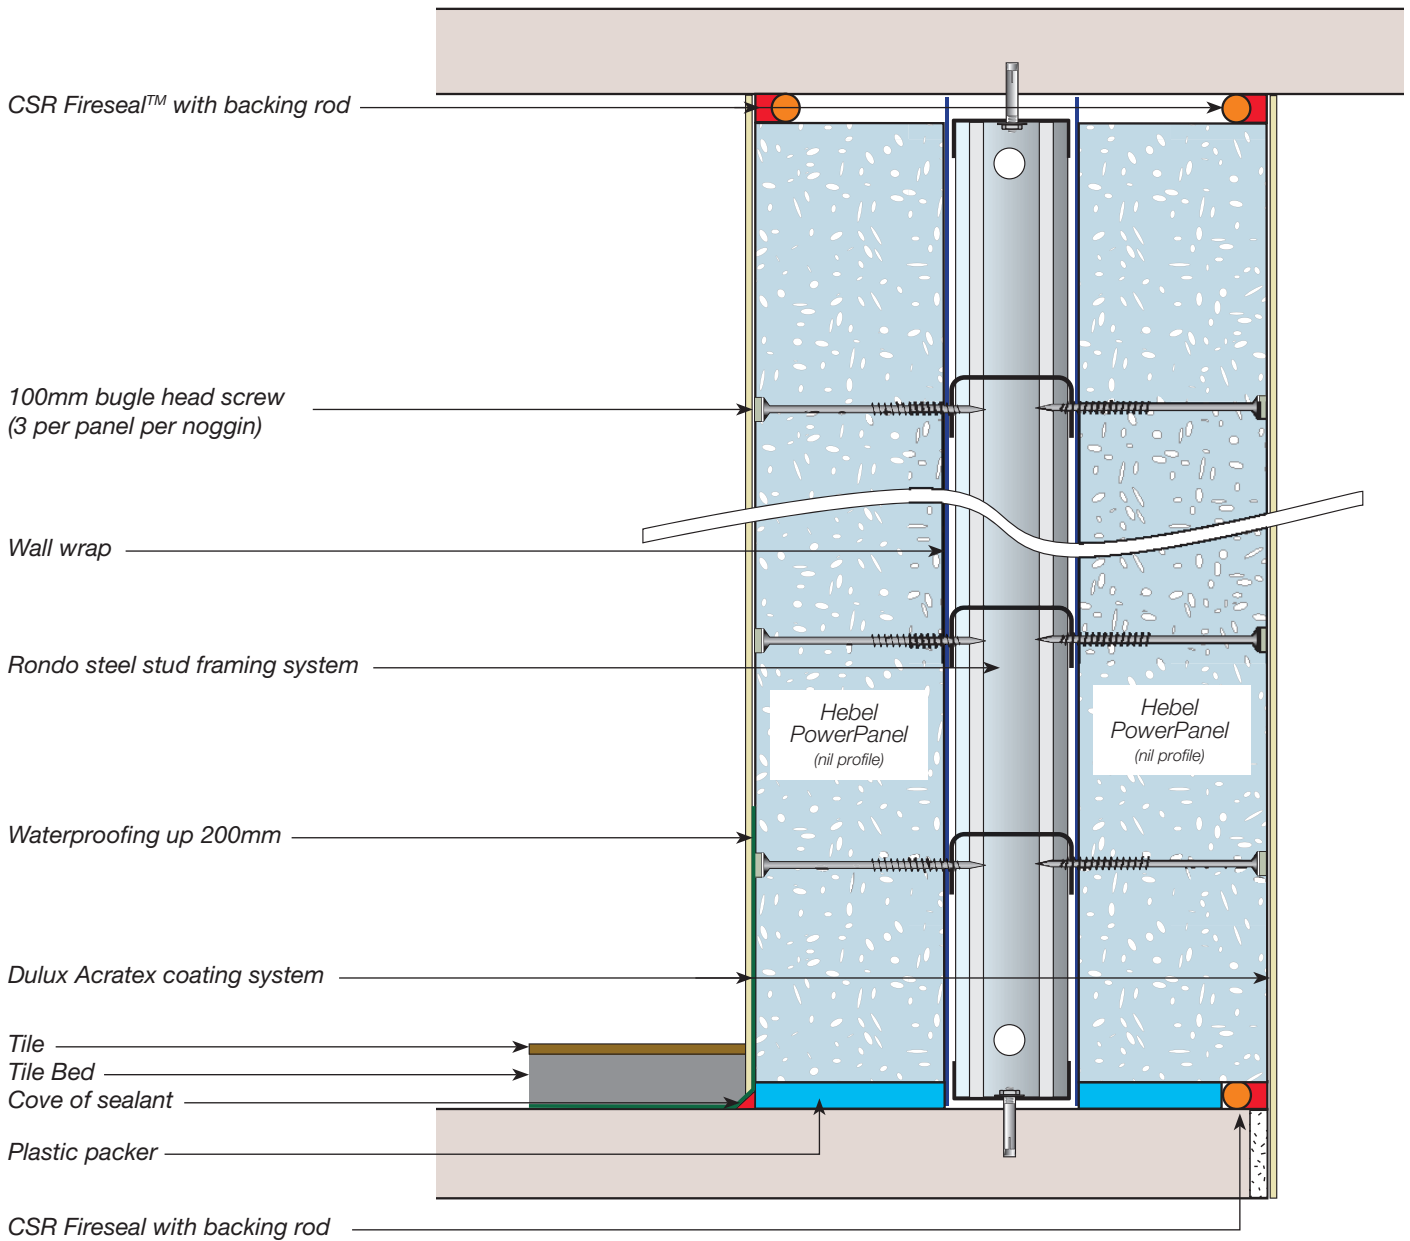 CSR Fireseal™ with backing rod
100mm bugle head screw
(3 per panel per noggin)
Wall wrap
Rondo steel stud framing system
Hebel
PowerPanel
(nil profile)
Hebel
PowerPanel
(nil profile)
Waterproofing up 200mm
Dulux Acratex coating system
Tile
Tile Bed
Cove of sealant
Plastic packer
CSR Fireseal with backing rod